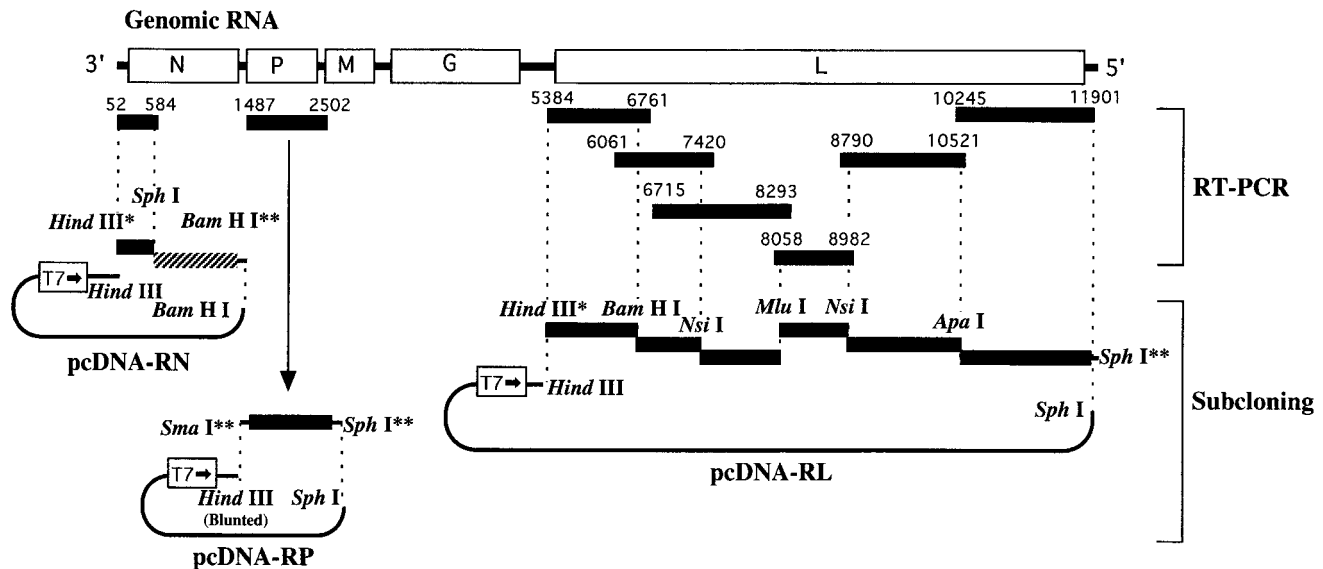 Genomic RNA
3' N P M G L 5'
52 584 1487 2502 5384 6761 10245 11901
6061 7420 8790 10521
6715 8293
8058 8982
RT-PCR
Sph I
Hind III* Bam H I**
T7➡ Hind III
Bam H I
pcDNA-RN
Hind III* Bam H I Nsi I Mlu I Nsi I Apa I Sph I**
T7➡ Hind III
Sph I
pcDNA-RL
Subcloning
Sma I** Sph I**
T7➡
Hind III Sph I
(Blunted)
pcDNA-RP